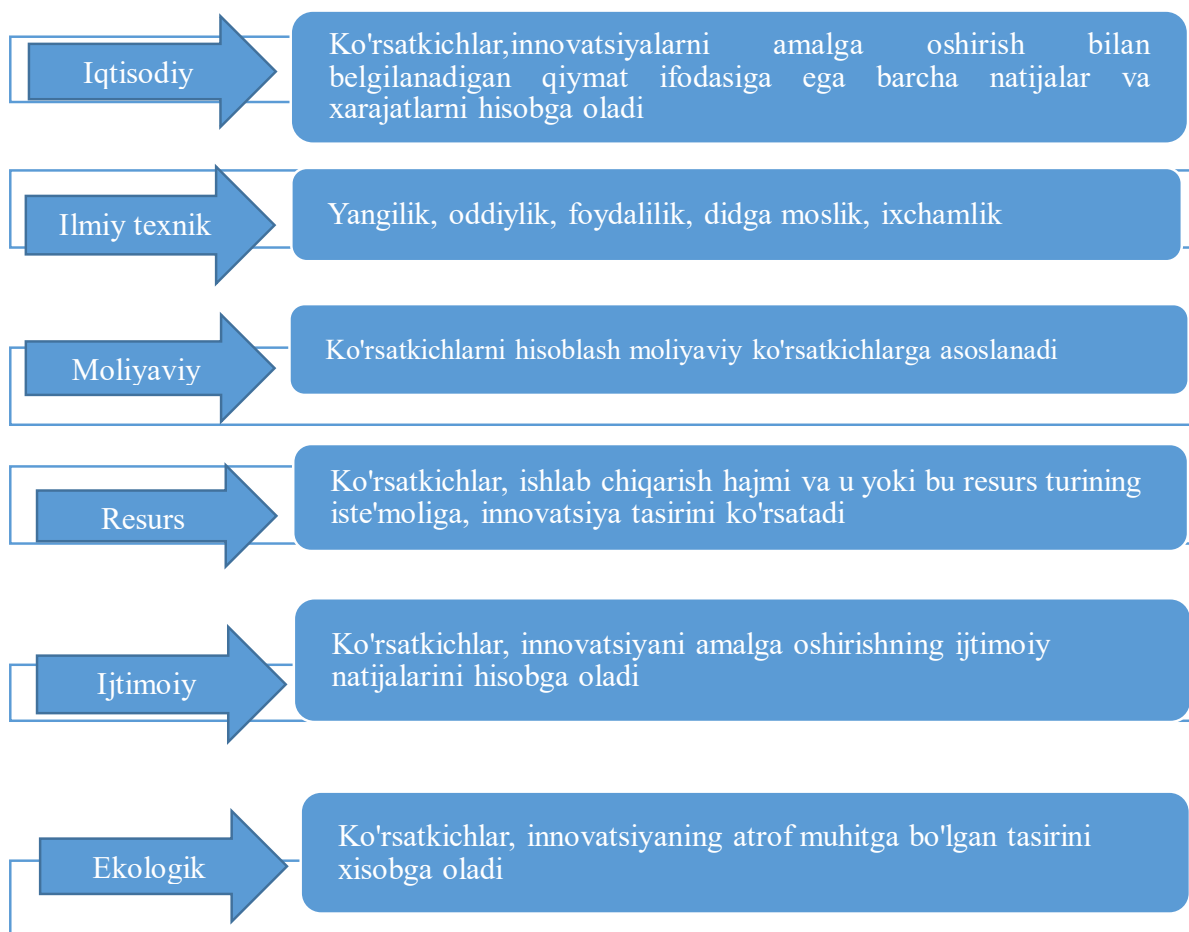 Iqtisodiy
Ko'rsatkichlar,innovatsiyalarni amalga oshirish bilan
belgilanadigan qiymat ifodasiga ega barcha natijalar va
xarajatlarni hisobga oladi
Ilmiy texnik
Yangilik, oddiylik, foydalilik, didga moslik, ixchamlik
Moliyaviy
Ko'rsatkichlarni hisoblash moliyaviy ko'rsatkichlarga asoslanadi
Resurs
Ko'rsatkichlar, ishlab chiqarish hajmi va u yoki bu resurs turining
iste'moliga, innovatsiya tasirini ko'rsatadi
Ijtimoiy
Ko'rsatkichlar, innovatsiyani amalga oshirishning ijtimoiy
natijalarini hisobga oladi
Ekologik
Ko'rsatkichlar, innovatsiyaning atrof muhitga bo'lgan tasirini
xisobga oladi